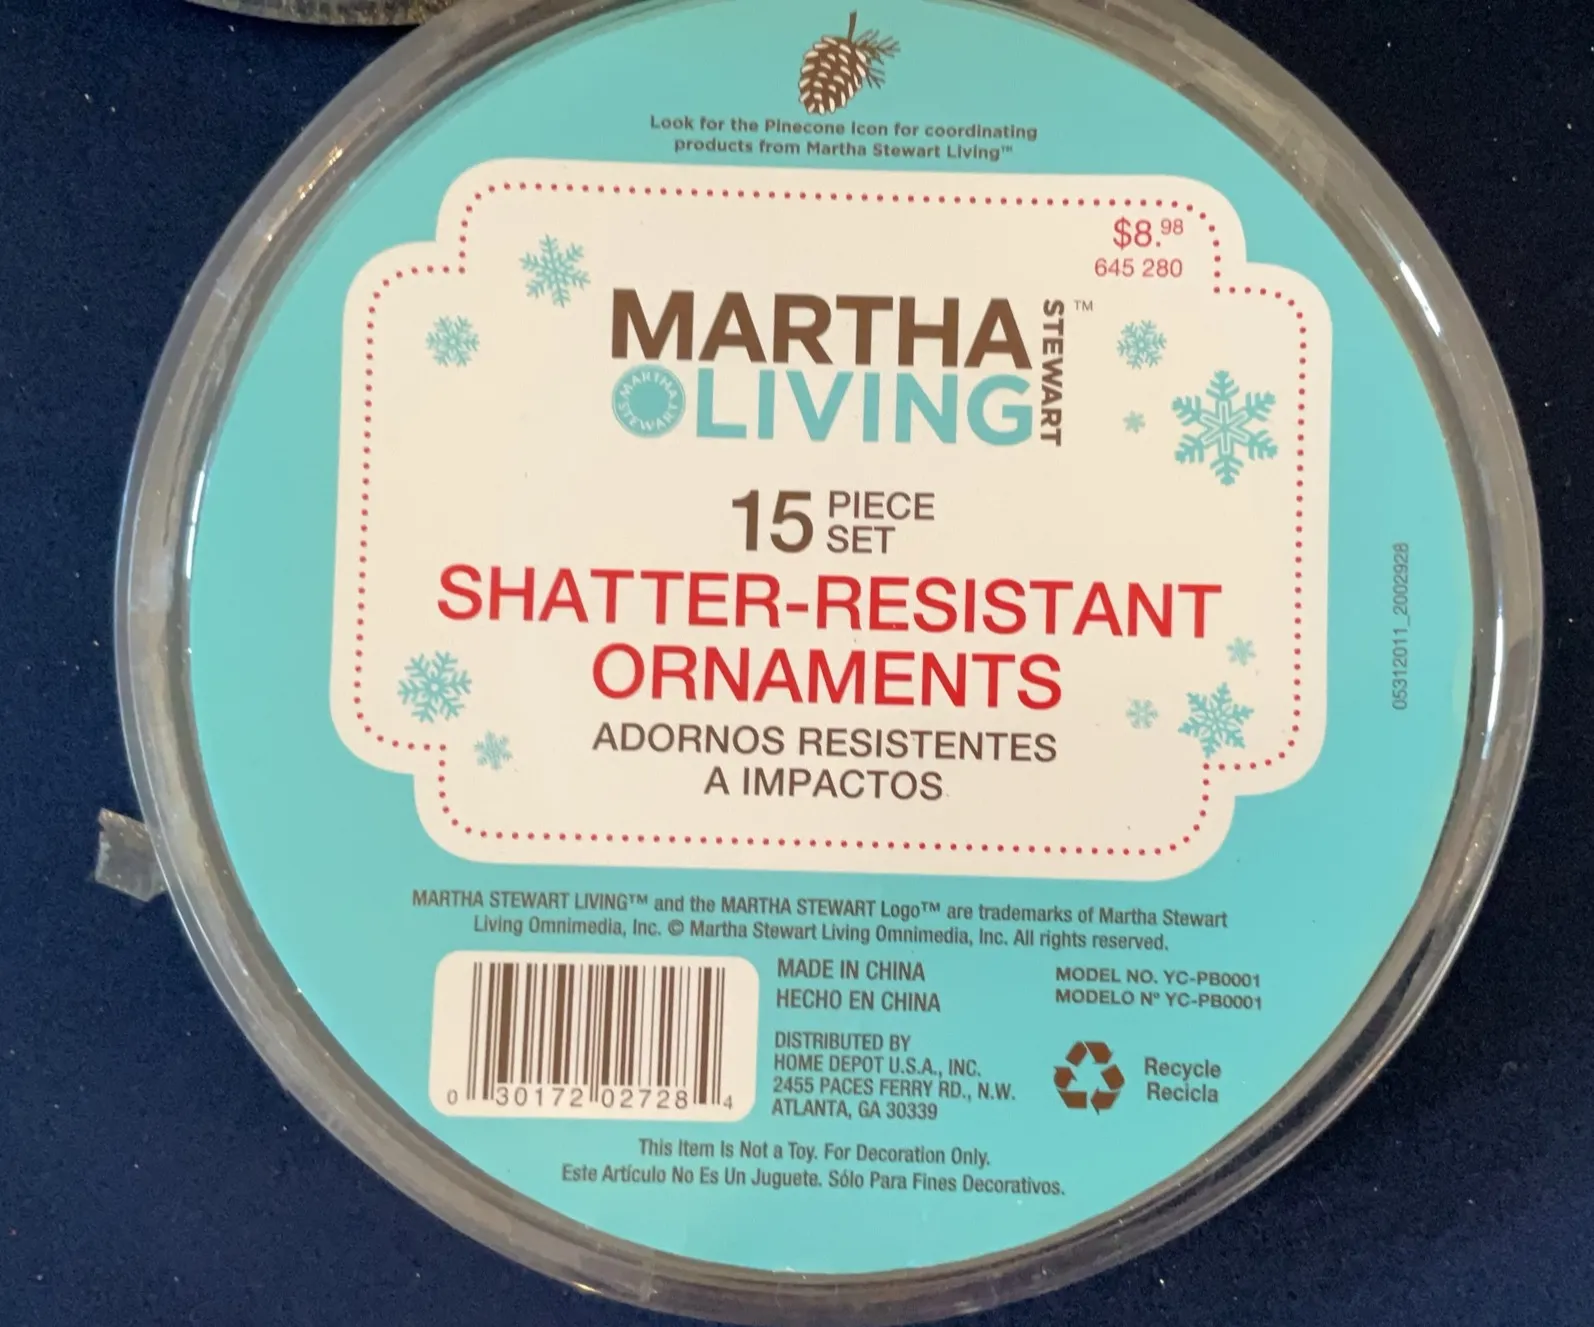 Look for the Pinecone Icon for coordinating
products from Martha Stewart Living™
$8.98
645 280
MARTHA
STEWART™
MARTHA STEWART
LIVING
15 PIECE
SET
SHATTER-RESISTANT
ORNAMENTS
ADORNOS RESISTENTES
A IMPACTOS
05312011_2002928
MARTHA STEWART LIVING™ and the MARTHA STEWART Logo™ are trademarks of Martha Stewart
Living Omnimedia, Inc. © Martha Stewart Living Omnimedia, Inc. All rights reserved.
0 30172 02728 4
MADE IN CHINA
HECHO EN CHINA
DISTRIBUTED BY
HOME DEPOT U.S.A., INC.
2455 PACES FERRY RD., N.W.
ATLANTA, GA 30339
MODEL NO. YC-PB0001
MODELO Nº YC-PB0001
Recycle
Recicla
This Item Is Not a Toy. For Decoration Only.
Este Artículo No Es Un Juguete. Sólo Para Fines Decorativos.